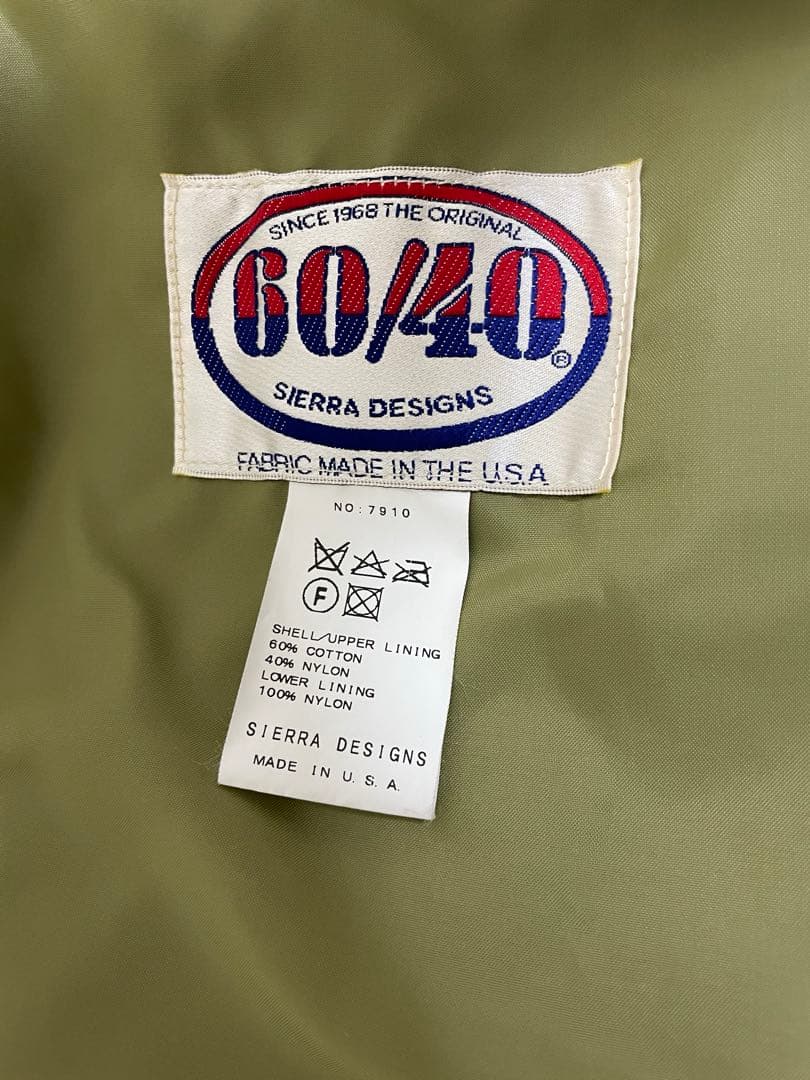 SINCE 1968 THE ORIGINAL
60/40®
SIERRA DESIGNS
FABRIC MADE IN THE U.S.A
NO:7910
F
SHELL/UPPER LINING
60% COTTON
40% NYLON
LOWER LINING
100% NYLON
SIERRA DESIGNS
MADE IN U. S. A.